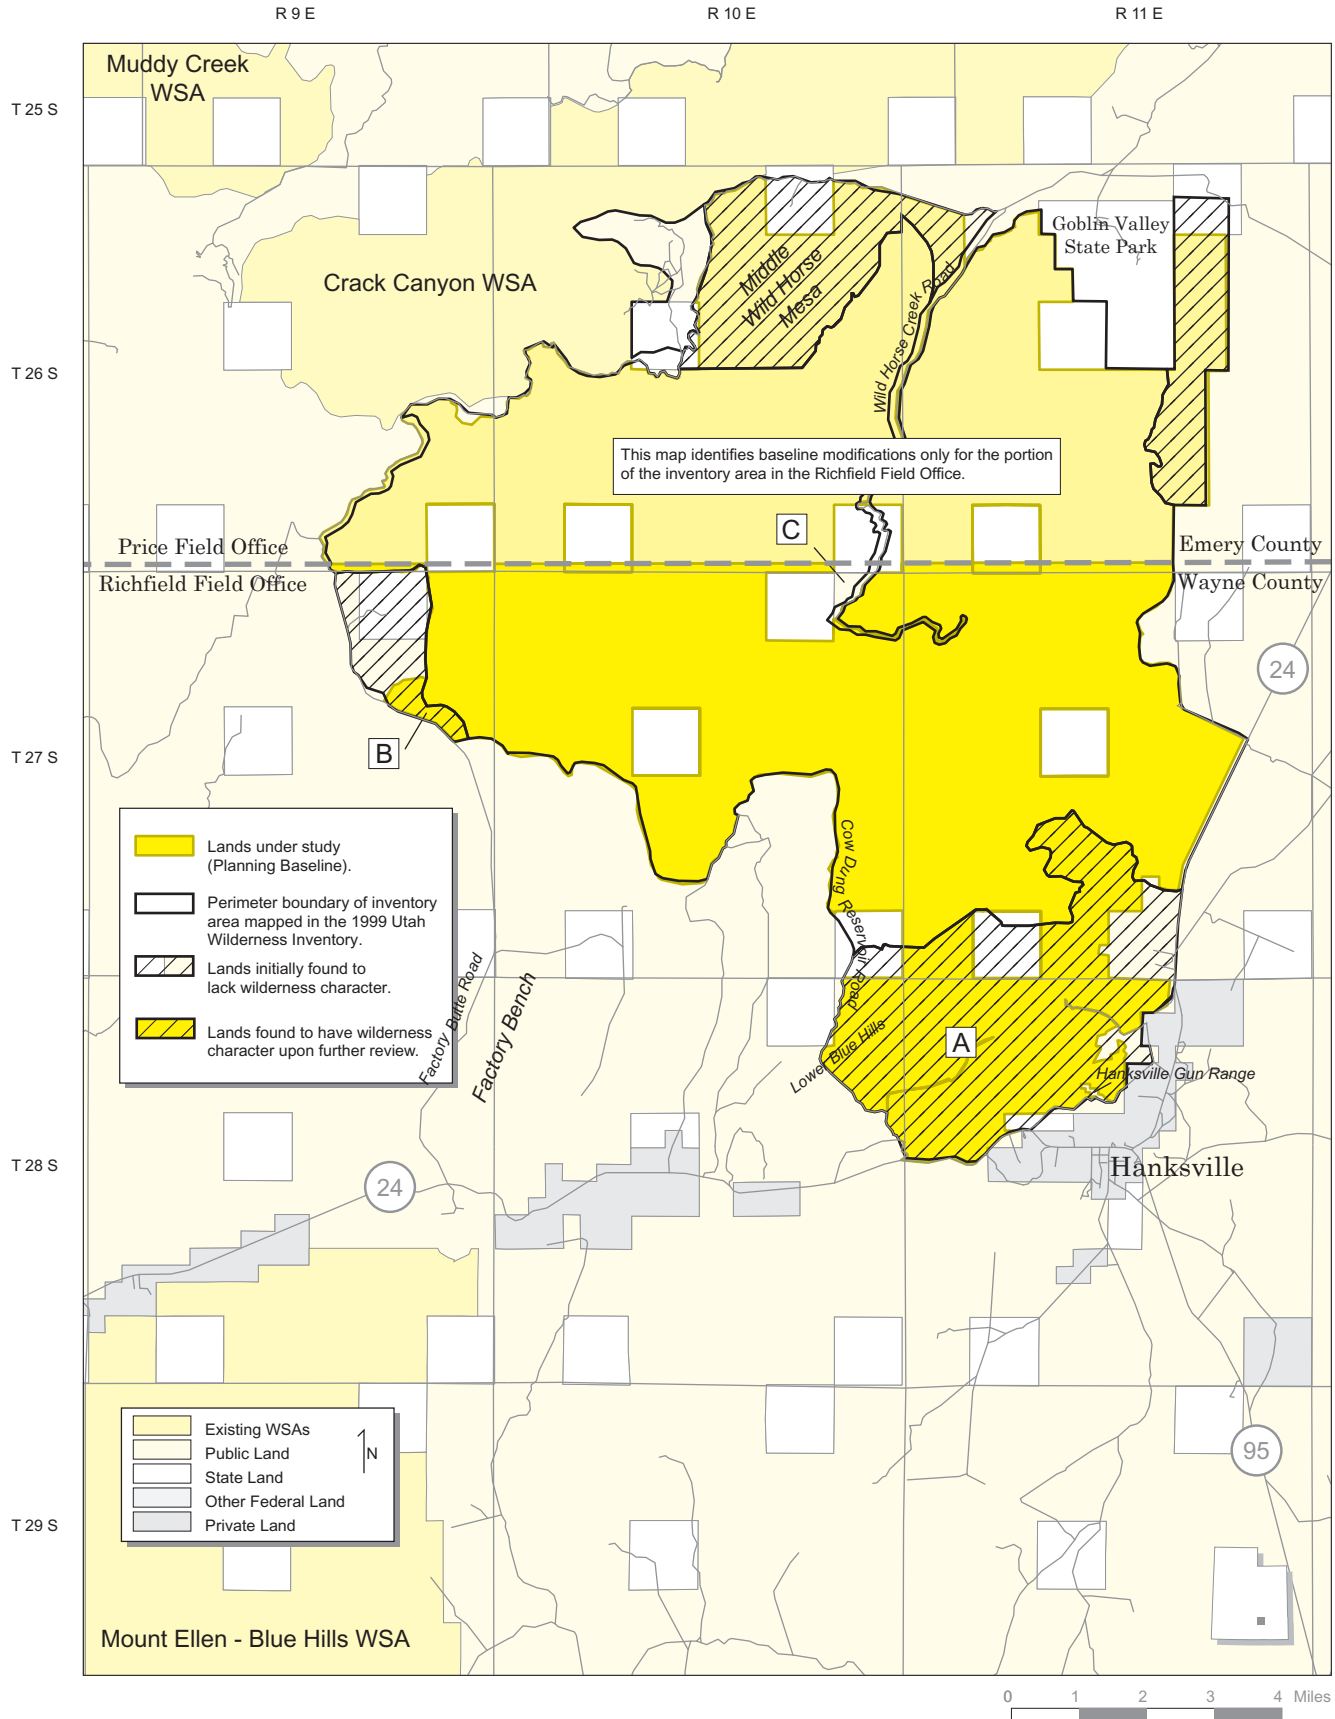 R 9 E
R 10 E
R 11 E
Muddy Creek
WSA
T 25 S
Goblin Valley
State Park
Crack Canyon WSA
Middle
Wild Horse
Mesa
Wild Horse Creek Road
T 26 S
This map identifies baseline modifications only for the portion
of the inventory area in the Richfield Field Office.
C
Price Field Office
Emery County
Richfield Field Office
Wayne County
24
B
T 27 S
Lands under study
(Planning Baseline).
Perimeter boundary of inventory
area mapped in the 1999 Utah
Wilderness Inventory.
Lands initially found to
lack wilderness character.
Lands found to have wilderness
character upon further review.
Cow Dung Reservoir Road
Factory Butte Road
Factory Bench
Lower Blue Hills
A
Hanksville Gun Range
T 28 S
Hanksville
24
Existing WSAs
Public Land
State Land
Other Federal Land
Private Land
N
95
T 29 S
Mount Ellen - Blue Hills WSA
0 1 2 3 4 Miles